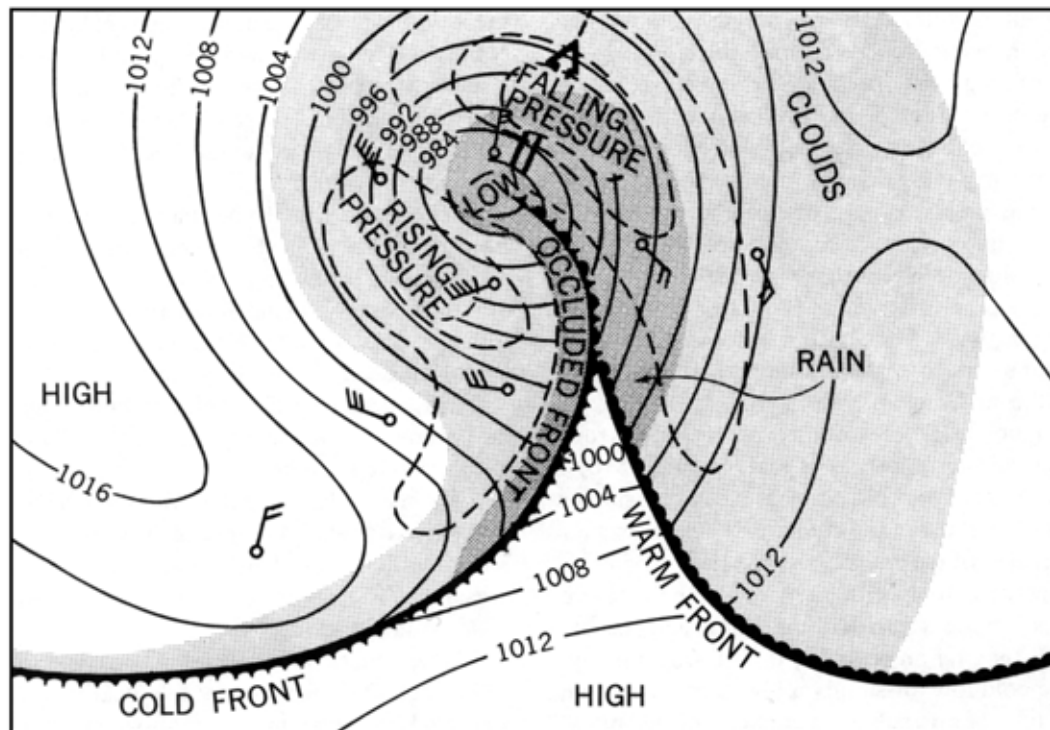 1012
1008
1004
1000
996
992
988
984
FALLING
PRESSURE
1012
CLOUDS
LOW
RISING
PRESSURE
OCCLUDED FRONT
HIGH
RAIN
1016
1000
1004
1008
1012
WARM FRONT
1012
COLD FRONT
HIGH